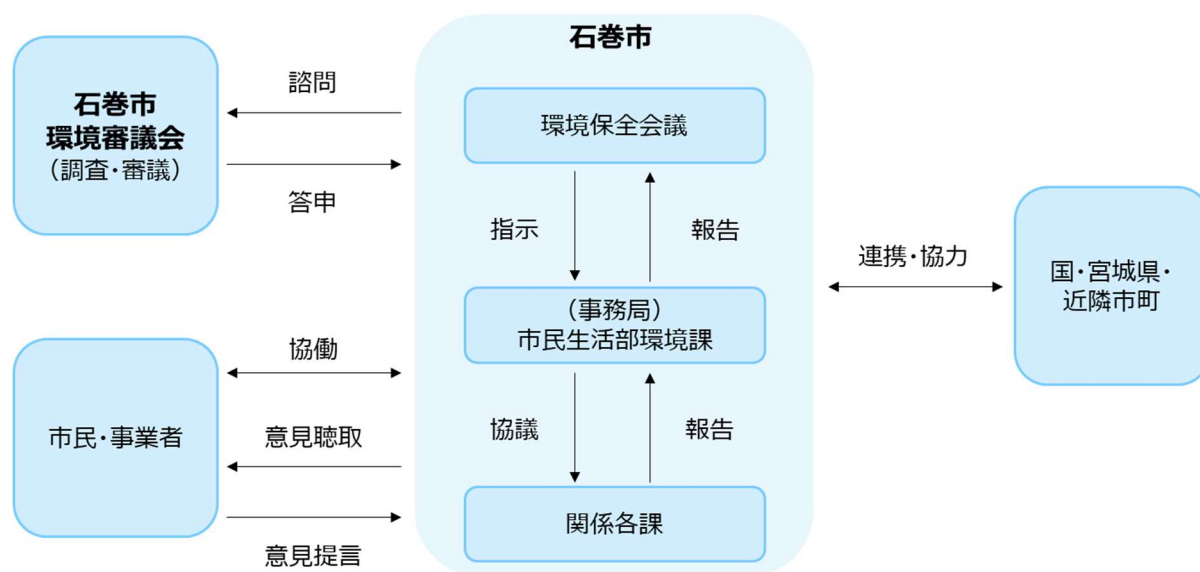 石巻市
環境審議会
（調査・審議）
諮問
答申
石巻市
環境保全会議
指示
報告
（事務局）
市民生活部環境課
協議
報告
関係各課
連携・協力
国・宮城県・
近隣市町
市民・事業者
協働
意見聴取
意見提言